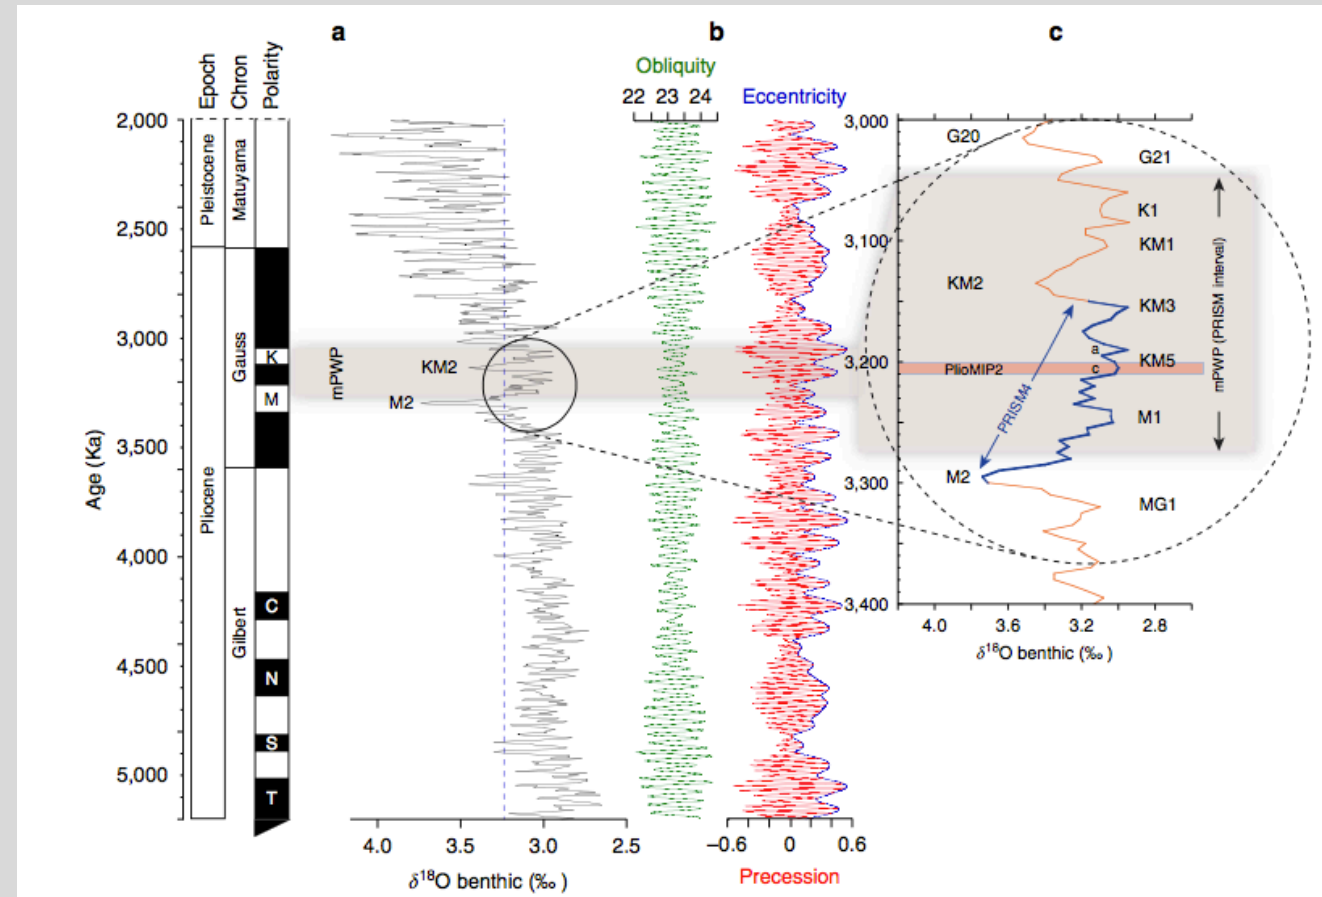 a
b
c
Epoch
Chron
Polarity
Obliquity
22 23 24
Eccentricity
2,000
2,500
3,000
3,500
4,000
4,500
5,000
Age (Ka)
Pleistocene
Pliocene
Matuyama
Gauss
Gilbert
K
M
C
N
S
T
mPWP
KM2
M2
4.0 3.5 3.0 2.5
δ18O benthic (‰)
−0.6 0 0.6
Precession
3,000
3,100
3,200
3,300
3,400
G20
G21
K1
KM1
KM2
KM3
a
KM5
PlioMIP2
c
M1
M2
MG1
PRISM4
mPWP (PRISM interval)
4.0 3.6 3.2 2.8
δ18O benthic (‰)